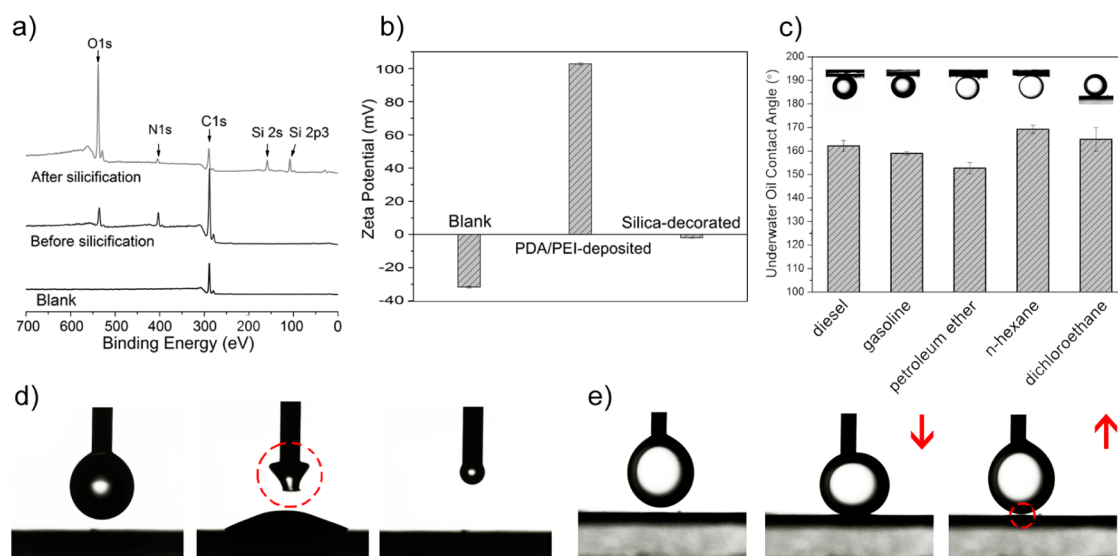 a)
O1s
N1s
C1s
Si 2s
Si 2p3
After silicification
Before silicification
Blank
700 600 500 400 300 200 100 0
Binding Energy (eV)
b)
Zeta Potential (mV)
100
80
60
40
20
0
-20
-40
Blank
PDA/PEI-deposited
Silica-decorated
c)
Underwater Oil Contact Angle (°)
200
190
180
170
160
150
140
130
120
110
100
diesel
gasoline
petroleum ether
n-hexane
dichloroethane
d)
e)